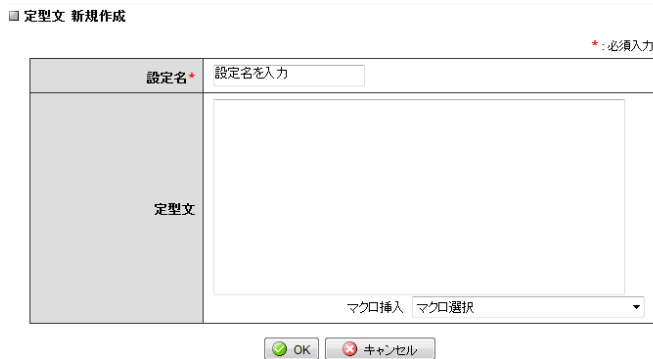 定型文 新規作成
*：必須入力
設定名* 設定名を入力
定型文
マクロ挿入 マクロ選択
OK キャンセル